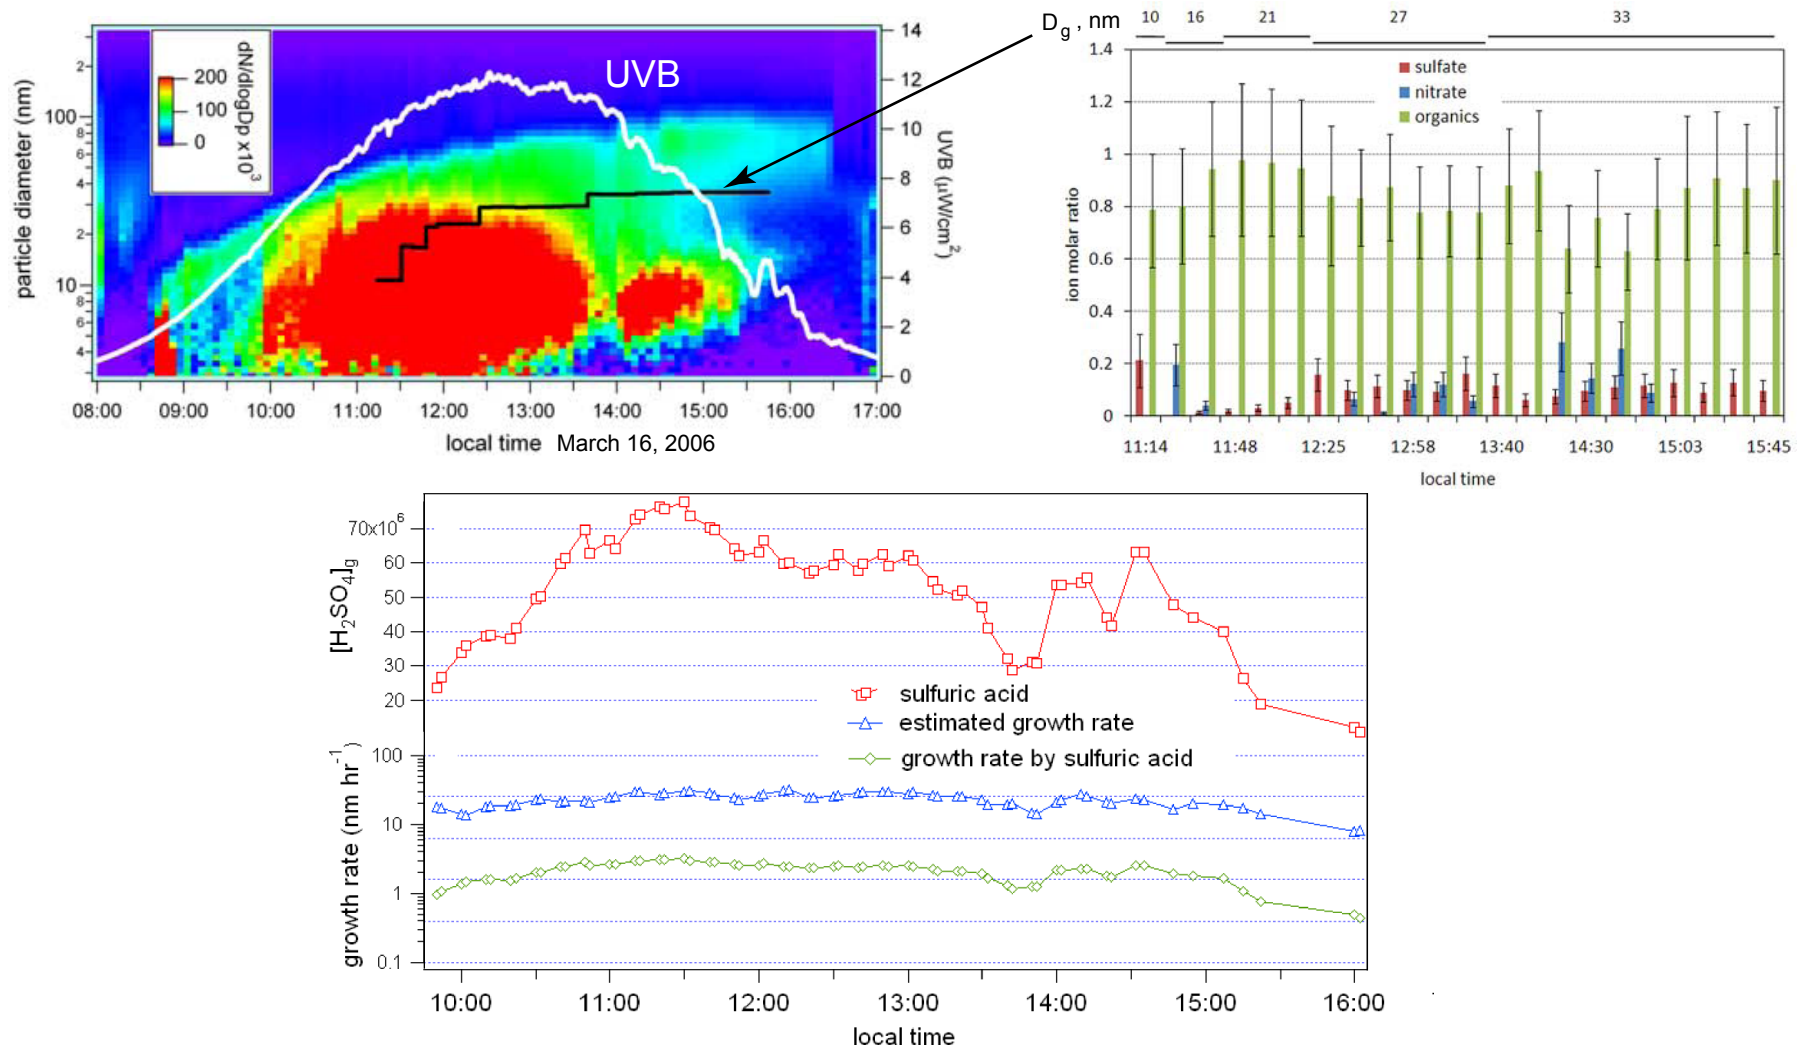 UVB
dN/dlogDp x10³
200
100
0
particle diameter (nm)
2
100
8
6
4
2
10
8
6
4
14
12
10
8
6
4
2
0
UVB (µW/cm²)
08:00 09:00 10:00 11:00 12:00 13:00 14:00 15:00 16:00 17:00
local time March 16, 2006
Dg , nm
10 16 21 27 33
sulfate
nitrate
organics
ion molar ratio
1.4
1.2
1
0.8
0.6
0.4
0.2
0
11:14 11:48 12:25 12:58 13:40 14:30 15:03 15:45
local time
[H₂SO₄]g
70x10⁶
60
50
40
30
20
sulfuric acid
estimated growth rate
growth rate by sulfuric acid
growth rate (nm hr⁻¹)
100
10
1
0.1
10:00 11:00 12:00 13:00 14:00 15:00 16:00
local time